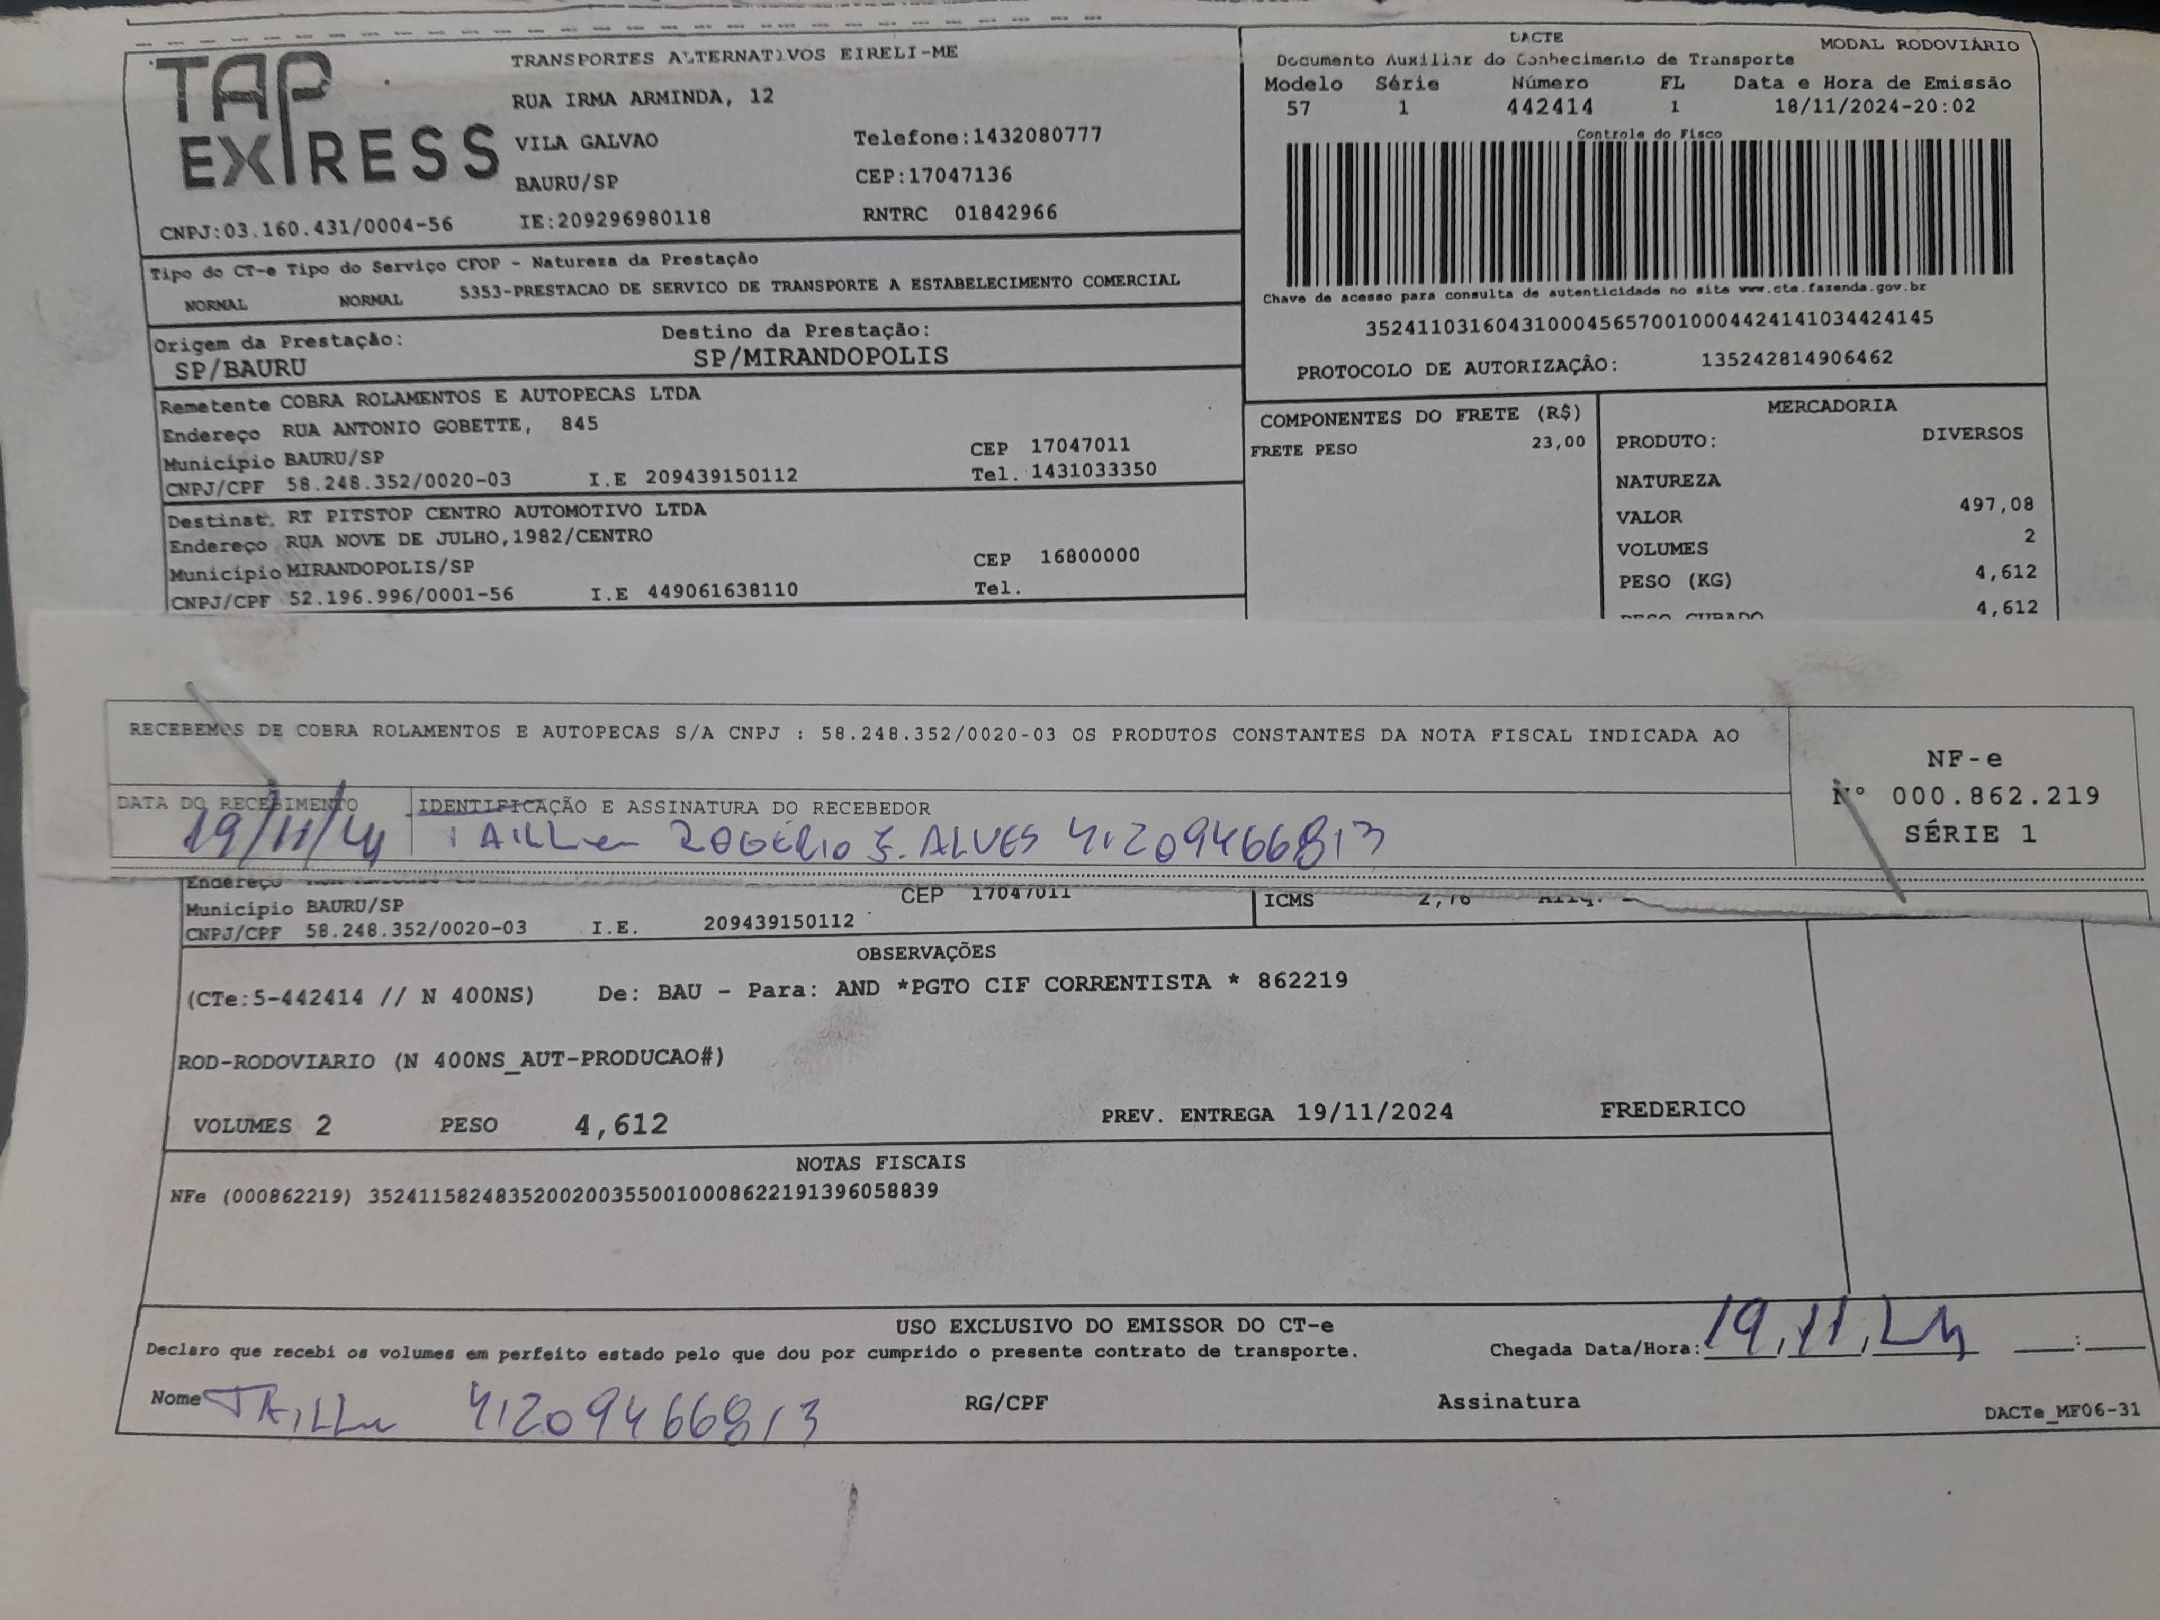 TAP EXPRESS
TRANSPORTES ALTERNATIVOS EIRELI-ME
RUA IRMA ARMINDA, 12
VILA GALVAO Telefone:1432080777
BAURU/SP CEP:17047136
CNPJ:03.160.431/0004-56 IE:209296980118 RNTRC 01842966
DACTE
Documento Auxiliar do Conhecimento de Transporte MODAL RODOVIÁRIO
Modelo Série Número FL Data e Hora de Emissão
57 1 442414 1 18/11/2024-20:02
Controle do Fisco
Chave de acesso para consulta de autenticidade no site www.cte.fazenda.gov.br
35241103160431000456570010004424141034424145
PROTOCOLO DE AUTORIZAÇÂO: 135242814906462
Tipo do CT-e Tipo do Serviço CFOP - Natureza da Prestação
NORMAL NORMAL 5353-PRESTACAO DE SERVICO DE TRANSPORTE A ESTABELECIMENTO COMERCIAL
Origem da Prestação: Destino da Prestação:
SP/BAURU SP/MIRANDOPOLIS
Remetente COBRA ROLAMENTOS E AUTOPECAS LTDA
Endereço RUA ANTONIO GOBETTE, 845
Município BAURU/SP CEP 17047011
CNPJ/CPF 58.248.352/0020-03 I.E 209439150112 Tel. 1431033350
Destinat. RT PITSTOP CENTRO AUTOMOTIVO LTDA
Endereço RUA NOVE DE JULHO,1982/CENTRO
Município MIRANDOPOLIS/SP CEP 16800000
CNPJ/CPF 52.196.996/0001-56 I.E 449061638110 Tel.
COMPONENTES DO FRETE (R$)
FRETE PESO 23,00
MERCADORIA
PRODUTO: DIVERSOS
NATUREZA
VALOR 497,08
VOLUMES 2
PESO (KG) 4,612
PESO CUBADO 4,612
RECEBEMOS DE COBRA ROLAMENTOS E AUTOPECAS S/A CNPJ : 58.248.352/0020-03 OS PRODUTOS CONSTANTES DA NOTA FISCAL INDICADA AO
NF-e
Nº 000.862.219
SÉRIE 1
DATA DO RECEBIMENTO IDENTIFICAÇÃO E ASSINATURA DO RECEBEDOR
19/11/24 ROGÉRIO ALVES 41209466813
Endereço
Município BAURU/SP CEP 17047011
CNPJ/CPF 58.248.352/0020-03 I.E. 209439150112
ICMS 2,76 Aliq.
OBSERVAÇÕES
(CTe:5-442414 // N 400NS) De: BAU - Para: AND *PGTO CIF CORRENTISTA * 862219
ROD-RODOVIARIO (N 400NS_AUT-PRODUCAO#)
VOLUMES 2 PESO 4,612 PREV. ENTREGA 19/11/2024 FREDERICO
NOTAS FISCAIS
NFe (000862219) 35241158248352002003550010008622191396058839
USO EXCLUSIVO DO EMISSOR DO CT-e
Declaro que recebi os volumes em perfeito estado pelo que dou por cumprido o presente contrato de transporte. Chegada Data/Hora: 19,11,24 :
Nome 41209466813 RG/CPF Assinatura
DACTe_MF06-31